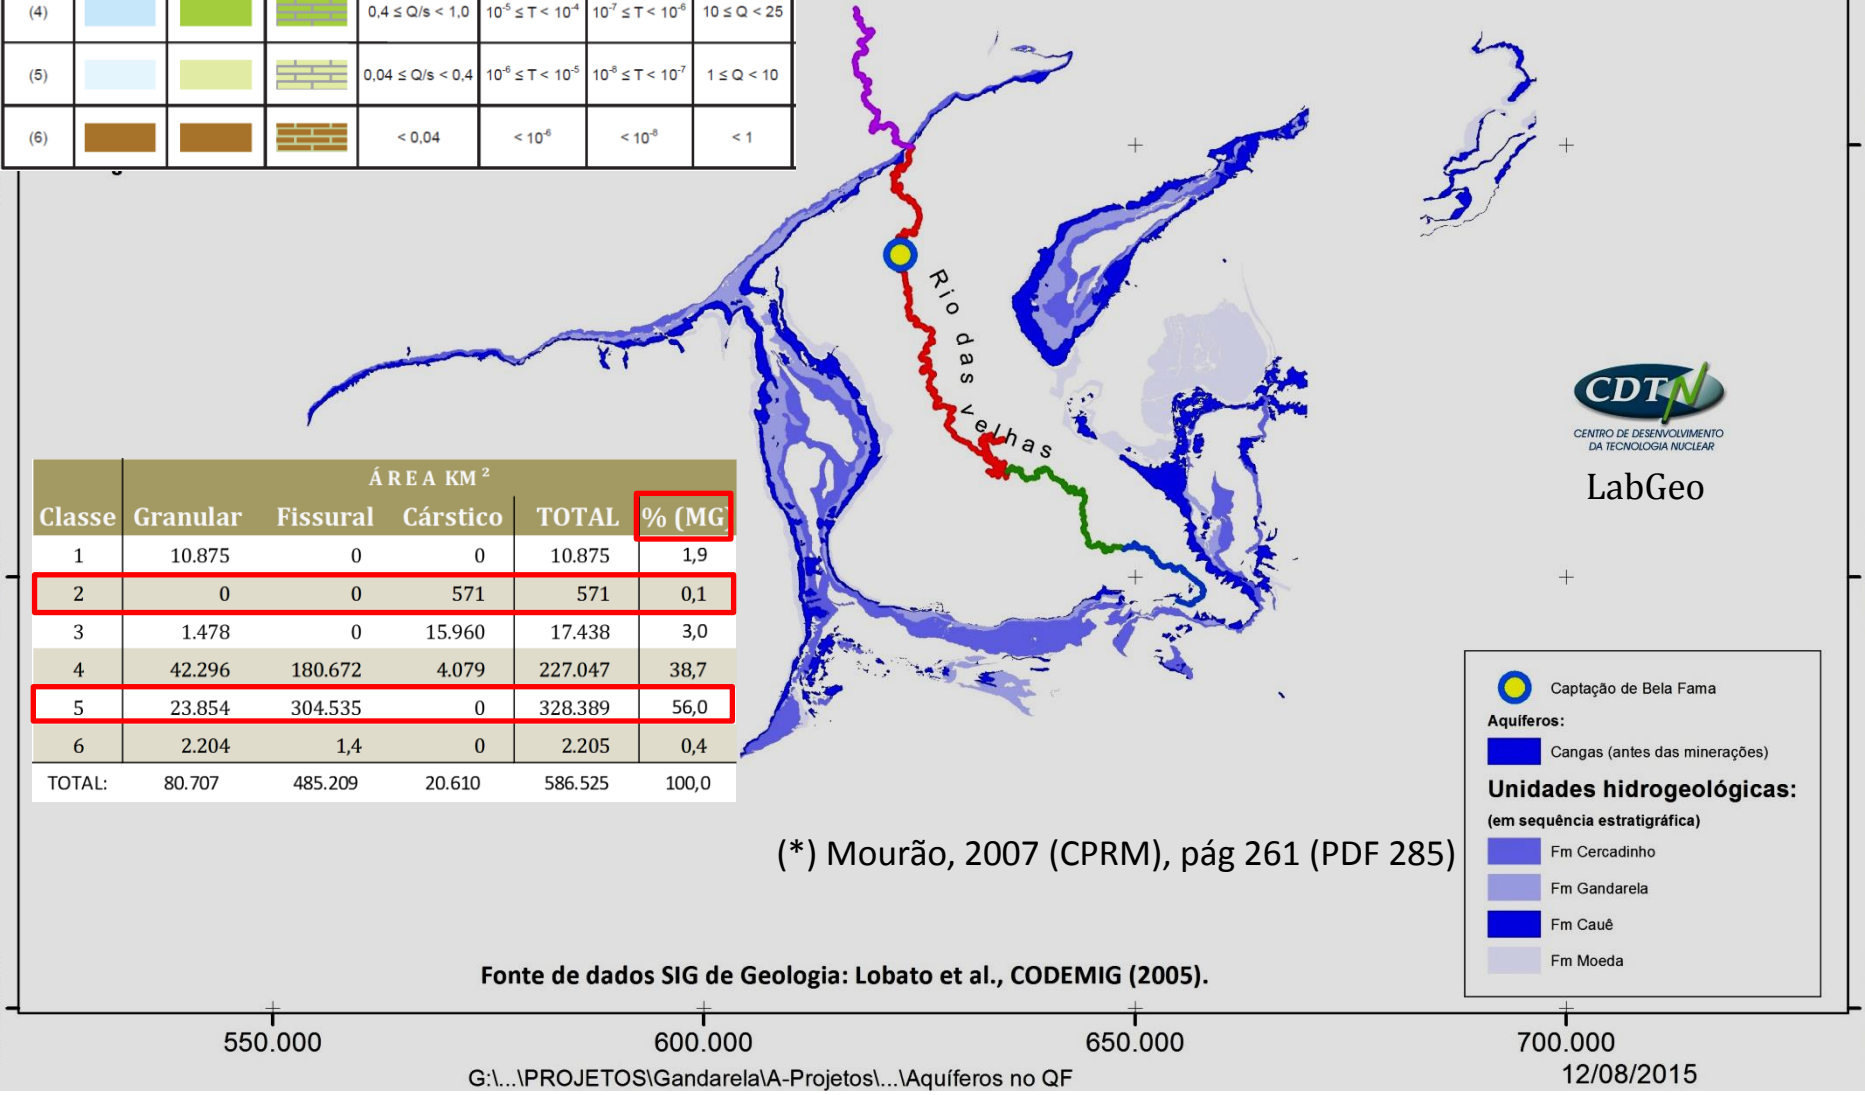 (4) 0,4 ≤ Q/s < 1,0 10⁻⁵ ≤ T < 10⁻⁴ 10⁻⁷ ≤ T < 10⁻⁶ 10 ≤ Q < 25
(5) 0,04 ≤ Q/s < 0,4 10⁻⁶ ≤ T < 10⁻⁵ 10⁻⁸ ≤ T < 10⁻⁷ 1 ≤ Q < 10
(6) < 0,04 < 10⁻⁶ < 10⁻⁸ < 1
Rio das velhas
CDTN
CENTRO DE DESENVOLVIMENTO
DA TECNOLOGIA NUCLEAR
LabGeo
ÁREA KM²
Classe Granular Fissural Cárstico TOTAL % (MG)
1 10.875 0 0 10.875 1,9
2 0 0 571 571 0,1
3 1.478 0 15.960 17.438 3,0
4 42.296 180.672 4.079 227.047 38,7
5 23.854 304.535 0 328.389 56,0
6 2.204 1,4 0 2.205 0,4
TOTAL: 80.707 485.209 20.610 586.525 100,0
Captação de Bela Fama
Aquíferos:
Cangas (antes das minerações)
Unidades hidrogeológicas:
(em sequência estratigráfica)
Fm Cercadinho
Fm Gandarela
Fm Cauê
Fm Moeda
(*) Mourão, 2007 (CPRM), pág 261 (PDF 285)
Fonte de dados SIG de Geologia: Lobato et al., CODEMIG (2005).
550.000 600.000 650.000 700.000
G:\...\PROJETOS\Gandarela\A-Projetos\...\Aquíferos no QF
12/08/2015